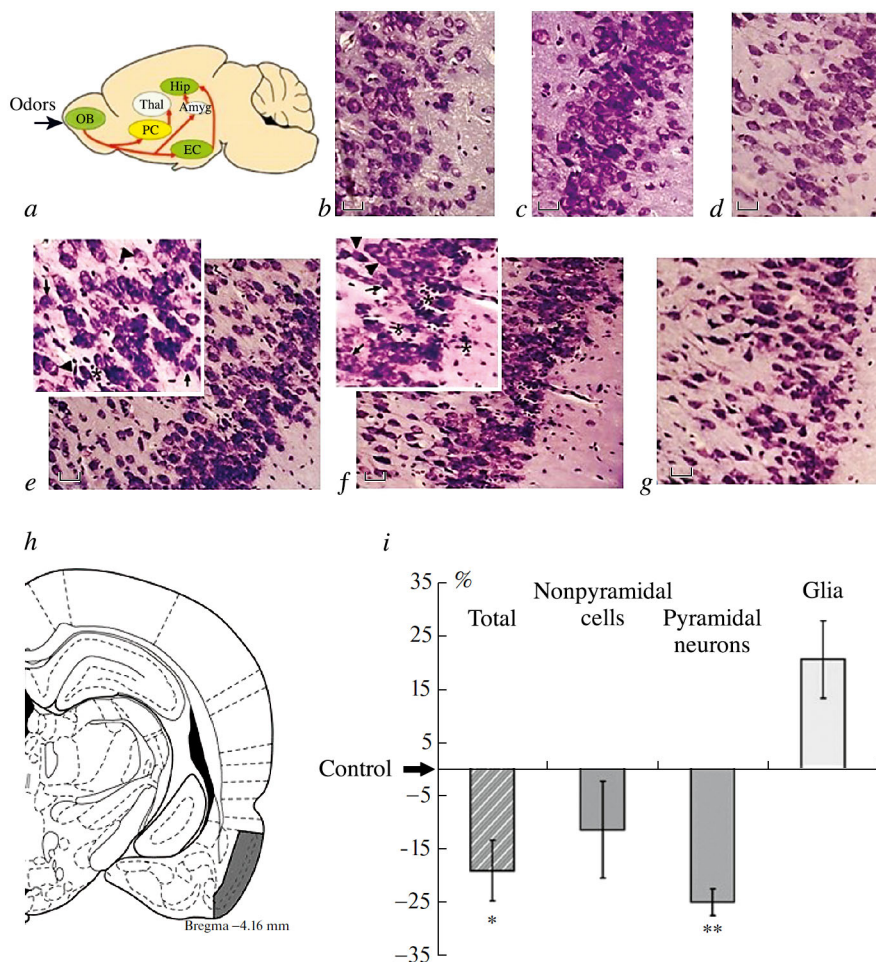 Odors
OB
Thal
Hip
Amyg
PC
EC
a
b
c
d
e
f
g
h
Bregma −4.16 mm
i
35
%
25
15
5
−5
-15
−25
−35
Control
Total
Nonpyramidal
cells
Pyramidal
neurons
Glia
*
**